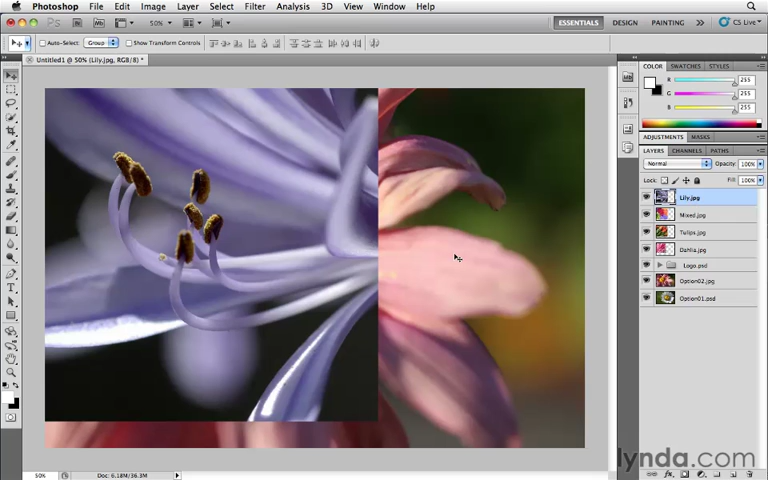 Photoshop File Edit Image Layer Select Filter Analysis 3D View Window Help
Ps Br Mb 50% ESSENTIALS DESIGN PAINTING >> CS Live
Auto-Select: Group Show Transform Controls
Untitled1 @ 50% (Lily.jpg, RGB/8) *
COLOR SWATCHES STYLES
R 255
G 255
B 255
ADJUSTMENTS MASKS
LAYERS CHANNELS PATHS
Normal Opacity: 100%
Lock: Fill: 100%
Lily.jpg
Mixed.jpg
Tulips.jpg
Dahlia.jpg
Logo.psd
Option02.jpg
Option01.psd
lynda.com
50% Doc: 6.18M/36.3M